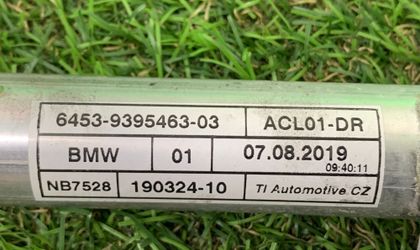 6453-9395463-03 ACL01-DR
BMW 01 07.08.2019
09:40:11
NB7528 190324-10 TI Automotive CZ